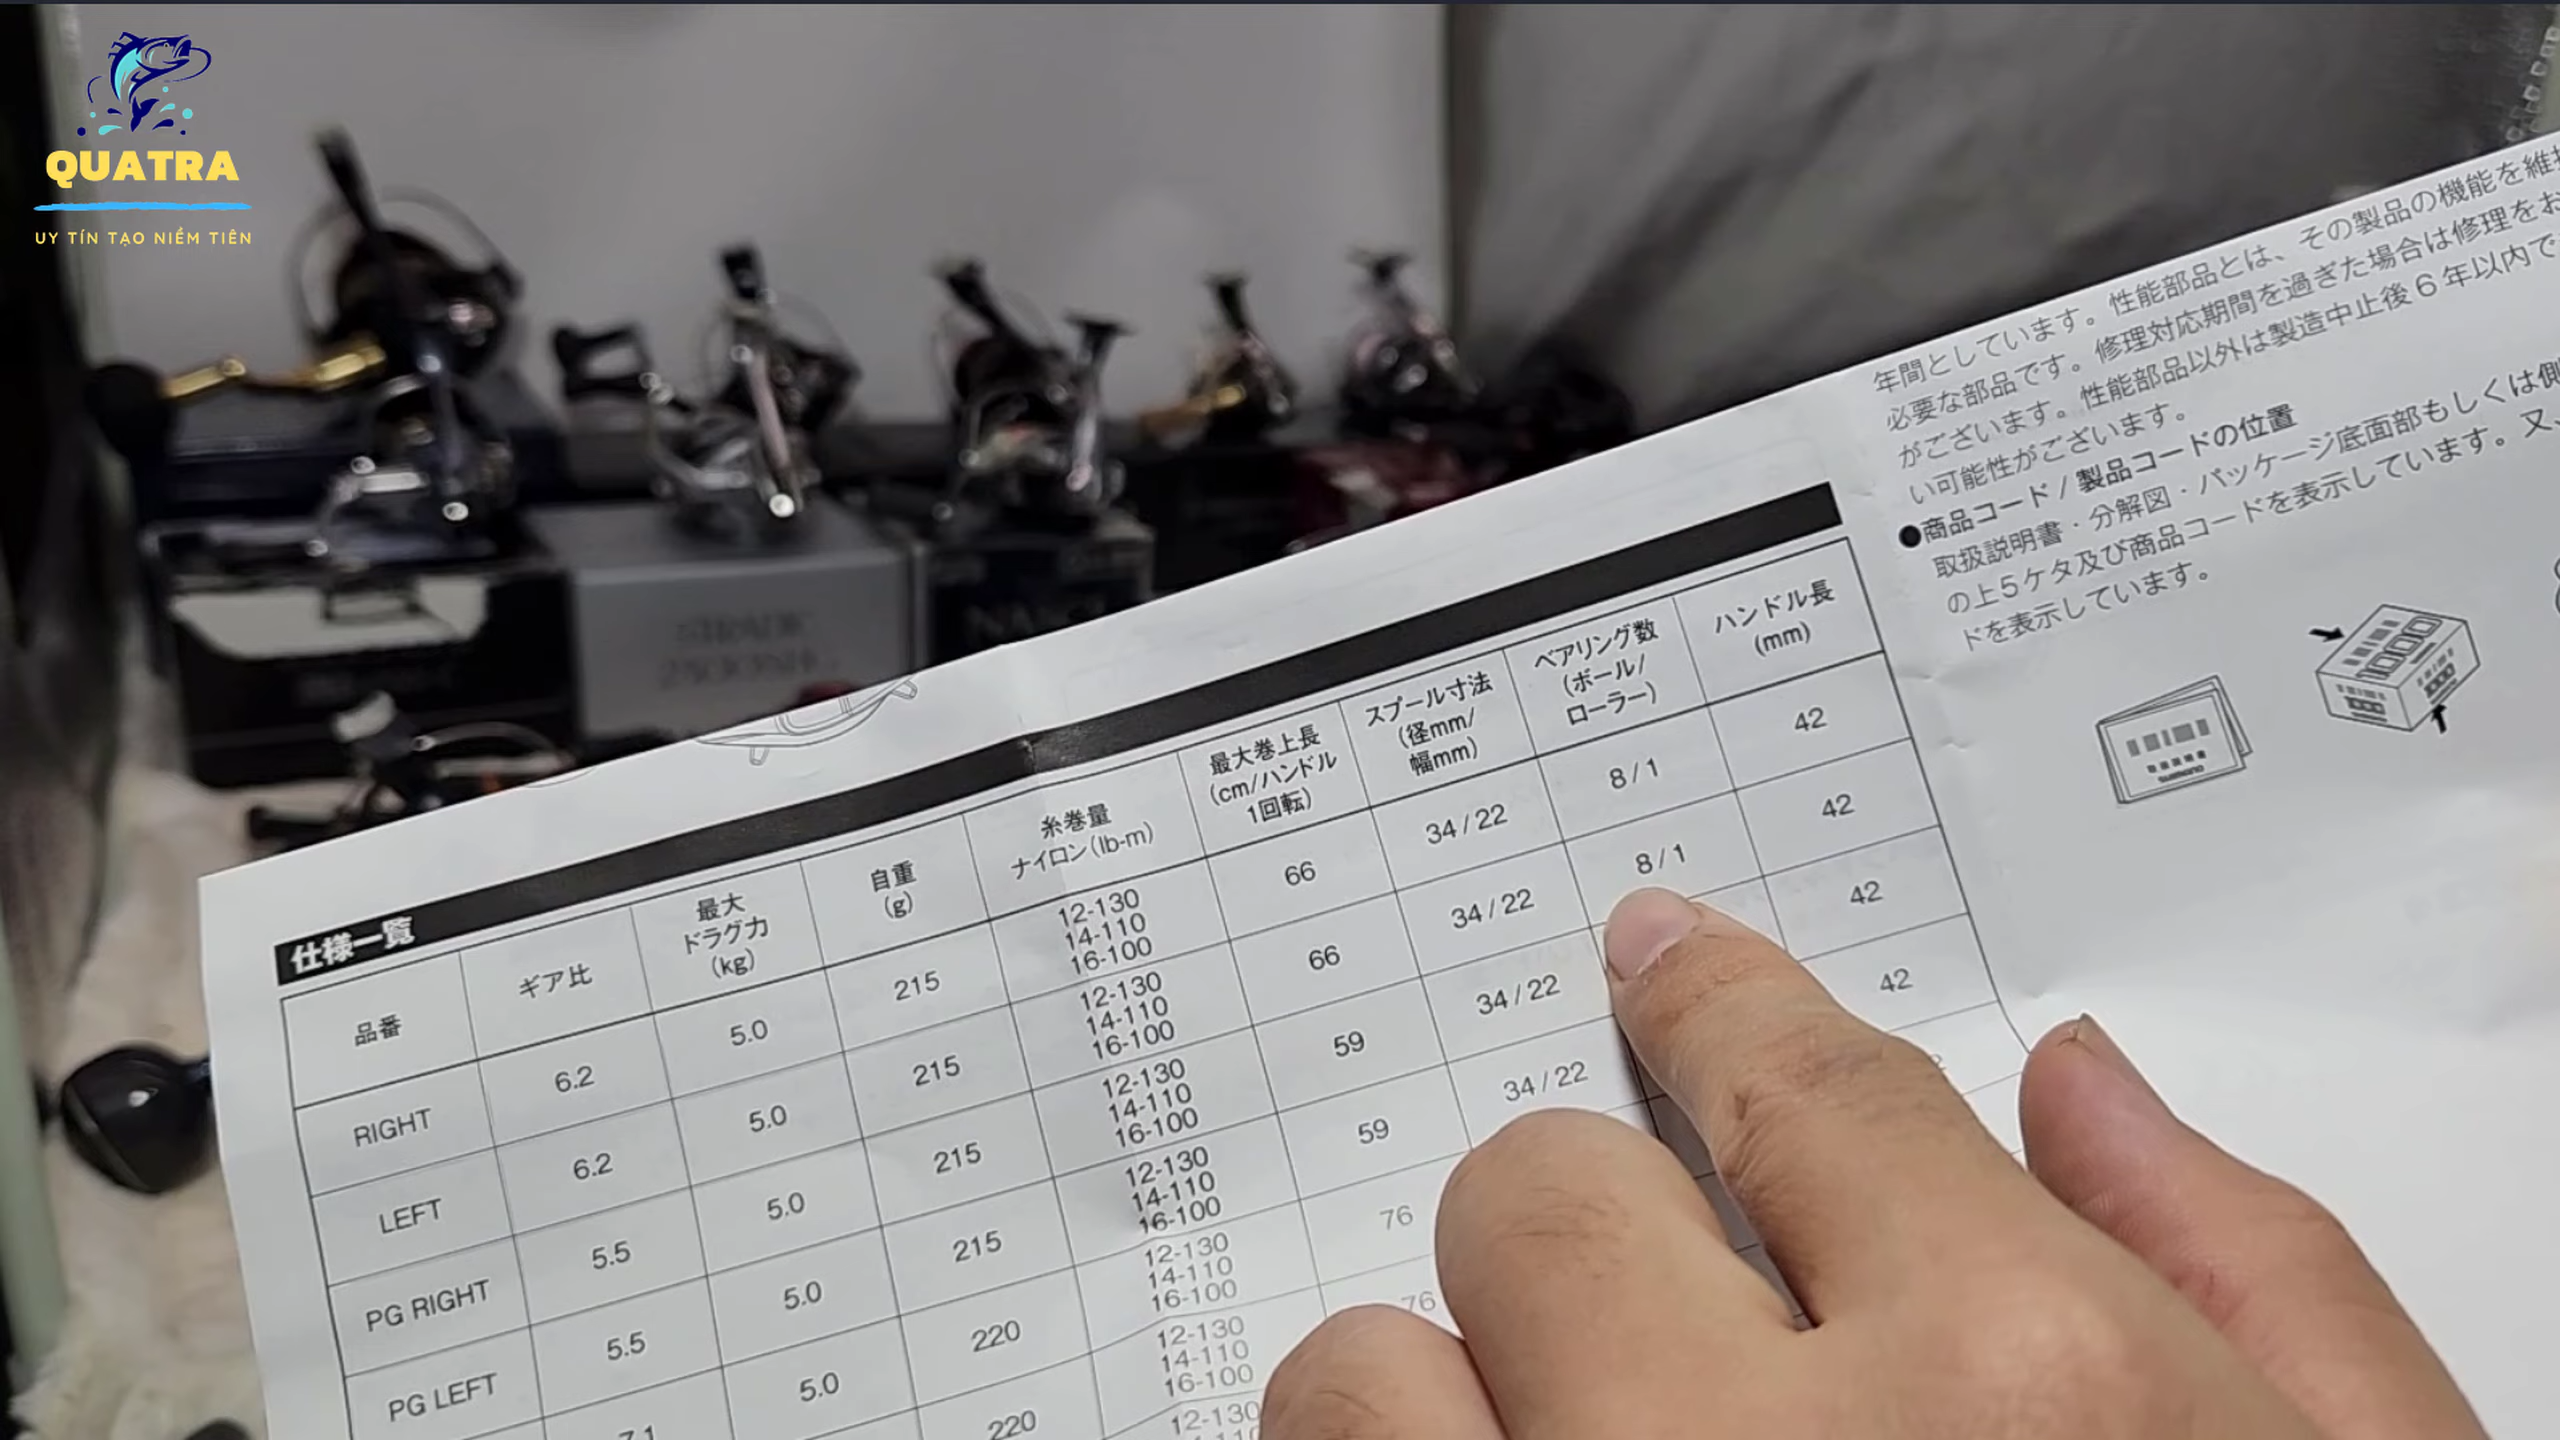 QUATRA
UY TÍN TẠO NIỀM TIÊN
年間としています。性能部品とは、その製品の機能を維
必要な部品です。修理対応期間を過ぎた場合は修理をお
がございます。性能部品以外は製造中止後6年以内で
い可能性がございます。
●商品コード / 製品コードの位置
取扱説明書・分解図・パッケージ底面部もしくは側
の上5ケタ及び商品コードを表示しています。又、
ドを表示しています。
仕様一覧
品番 ギア比 最大ドラグ力(kg) 自重(g) 糸巻量ナイロン(lb-m) 最大巻上長(cm/ハンドル1回転) スプール寸法(径mm/幅mm) ベアリング数(ボール/ローラー) ハンドル長(mm)
RIGHT 6.2 5.0 215 12-130 14-110 16-100 66 34/22 8/1 42
LEFT 6.2 5.0 215 12-130 14-110 16-100 66 34/22 8/1 42
PG RIGHT 5.5 5.0 215 12-130 14-110 16-100 59 34/22 42
PG LEFT 5.5 5.0 215 12-130 14-110 16-100 59 34/22 42
7.1 5.0 220 12-130 14-110 16-100 76
220 12-130 14-110 16-100 76
12-130